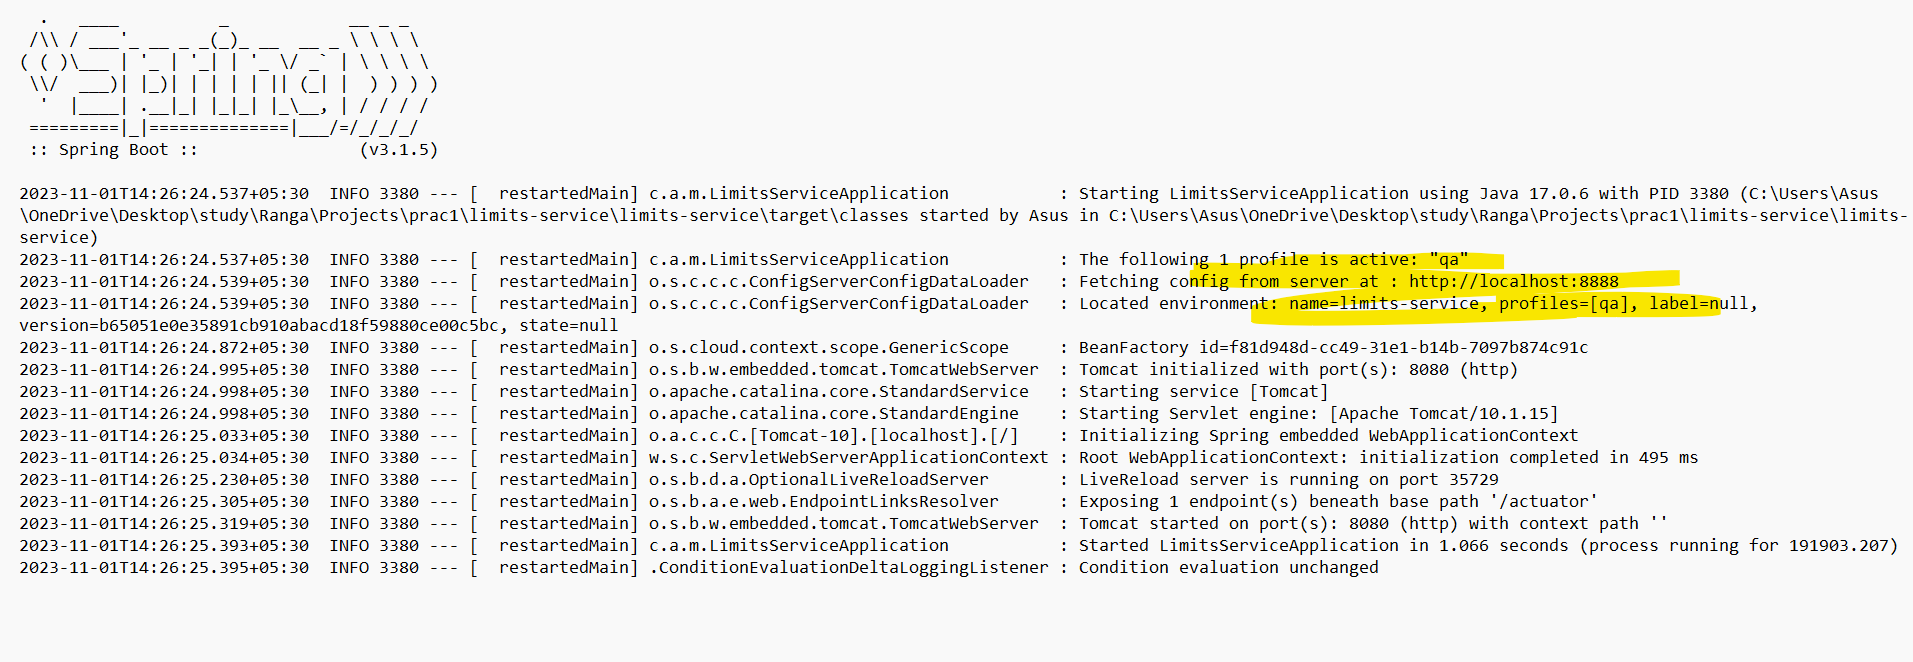 .   ____          _            __ _ _
 /\\ / ___'_ __ _ _(_)_ __  __ _ \ \ \ \
( ( )\___ | '_ | '_| | '_ \/ _` | \ \ \ \
 \\/  ___)| |_)| | | | | || (_| |  ) ) ) )
  '  |____| .__|_| |_|_| |_\__, | / / / /
 =========|_|==============|___/=/_/_/_/
 :: Spring Boot ::                (v3.1.5)
2023-11-01T14:26:24.537+05:30  INFO 3380 --- [  restartedMain] c.a.m.LimitsServiceApplication           : Starting LimitsServiceApplication using Java 17.0.6 with PID 3380 (C:\Users\Asus
\OneDrive\Desktop\study\Ranga\Projects\prac1\limits-service\limits-service\target\classes started by Asus in C:\Users\Asus\OneDrive\Desktop\study\Ranga\Projects\prac1\limits-service\limits-
service)
2023-11-01T14:26:24.537+05:30  INFO 3380 --- [  restartedMain] c.a.m.LimitsServiceApplication           : The following 1 profile is active: "qa"
2023-11-01T14:26:24.539+05:30  INFO 3380 --- [  restartedMain] o.s.c.c.c.ConfigServerConfigDataLoader   : Fetching config from server at : http://localhost:8888
2023-11-01T14:26:24.539+05:30  INFO 3380 --- [  restartedMain] o.s.c.c.c.ConfigServerConfigDataLoader   : Located environment: name=limits-service, profiles=[qa], label=null,
version=b65051e0e35891cb910abacd18f59880ce00c5bc, state=null
2023-11-01T14:26:24.872+05:30  INFO 3380 --- [  restartedMain] o.s.cloud.context.scope.GenericScope     : BeanFactory id=f81d948d-cc49-31e1-b14b-7097b874c91c
2023-11-01T14:26:24.995+05:30  INFO 3380 --- [  restartedMain] o.s.b.w.embedded.tomcat.TomcatWebServer  : Tomcat initialized with port(s): 8080 (http)
2023-11-01T14:26:24.998+05:30  INFO 3380 --- [  restartedMain] o.apache.catalina.core.StandardService   : Starting service [Tomcat]
2023-11-01T14:26:24.998+05:30  INFO 3380 --- [  restartedMain] o.apache.catalina.core.StandardEngine    : Starting Servlet engine: [Apache Tomcat/10.1.15]
2023-11-01T14:26:25.033+05:30  INFO 3380 --- [  restartedMain] o.a.c.c.C.[Tomcat-10].[localhost].[/]    : Initializing Spring embedded WebApplicationContext
2023-11-01T14:26:25.034+05:30  INFO 3380 --- [  restartedMain] w.s.c.ServletWebServerApplicationContext : Root WebApplicationContext: initialization completed in 495 ms
2023-11-01T14:26:25.230+05:30  INFO 3380 --- [  restartedMain] o.s.b.d.a.OptionalLiveReloadServer       : LiveReload server is running on port 35729
2023-11-01T14:26:25.305+05:30  INFO 3380 --- [  restartedMain] o.s.b.a.e.web.EndpointLinksResolver      : Exposing 1 endpoint(s) beneath base path '/actuator'
2023-11-01T14:26:25.319+05:30  INFO 3380 --- [  restartedMain] o.s.b.w.embedded.tomcat.TomcatWebServer  : Tomcat started on port(s): 8080 (http) with context path ''
2023-11-01T14:26:25.393+05:30  INFO 3380 --- [  restartedMain] c.a.m.LimitsServiceApplication           : Started LimitsServiceApplication in 1.066 seconds (process running for 191903.207)
2023-11-01T14:26:25.395+05:30  INFO 3380 --- [  restartedMain] .ConditionEvaluationDeltaLoggingListener : Condition evaluation unchanged